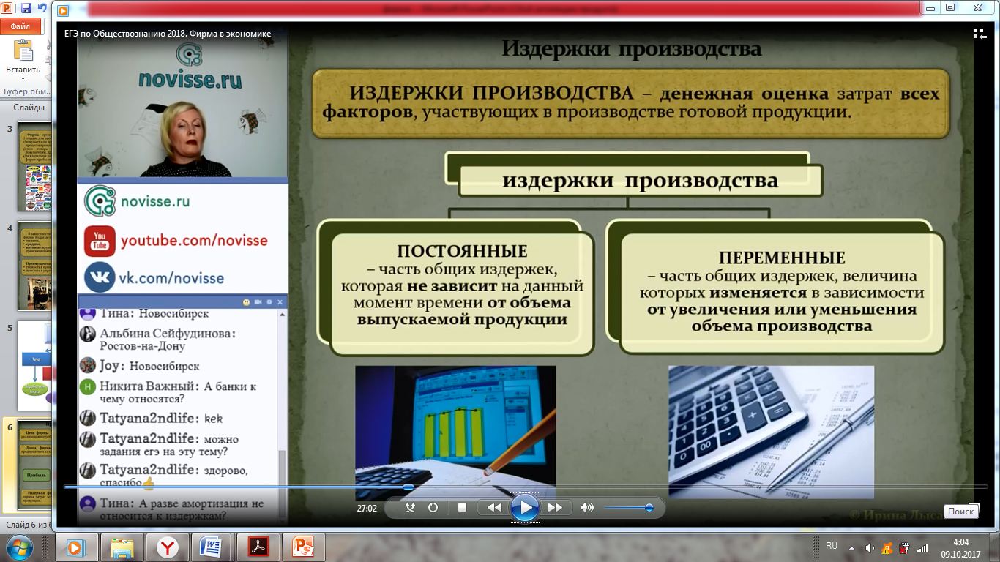 Файл
Вставить
Буфер обм...
Слайды
3
4
5
6
Труд
Прибыль
Слайд 6 из 6
ЕГЭ по Обществознанию 2018. Фирма в экономике
novisse.ru
novisse.ru
You
Tube
youtube.com/novisse
vk.com/novisse
Тина: Новосибирск
Альбина Сейфудинова:
Ростов-на-Дону
Joy: Новосибирск
Н
Никита Важный: А банки к
чему относятся?
Tatyana2ndlife: kek
Tatyana2ndlife: можно
задания егэ на эту тему?
Tatyana2ndlife: здорово,
спасибо👍
Тина: А разве амортизация не
относится к издержкам?
Издержки производства
ИЗДЕРЖКИ ПРОИЗВОДСТВА – денежная оценка затрат всех
факторов, участвующих в производстве готовой продукции.
издержки производства
ПОСТОЯННЫЕ
– часть общих издержек,
которая не зависит на данный
момент времени от объема
выпускаемой продукции
ПЕРЕМЕННЫЕ
– часть общих издержек, величина
которых изменяется в зависимости
от увеличения или уменьшения
объема производства
27:02
© Ирина Лыса
Поиск
RU
4:04
09.10.2017